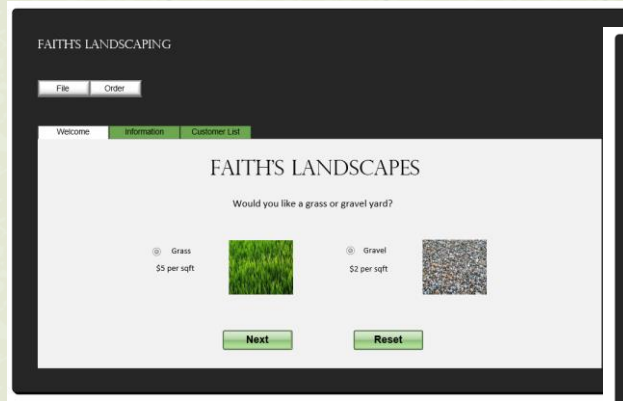 FAITH'S LANDSCAPING
File Order
Welcome Information Customer List
FAITH'S LANDSCAPES
Would you like a grass or gravel yard?
Grass Gravel
$5 per sqft $2 per sqft
Next Reset